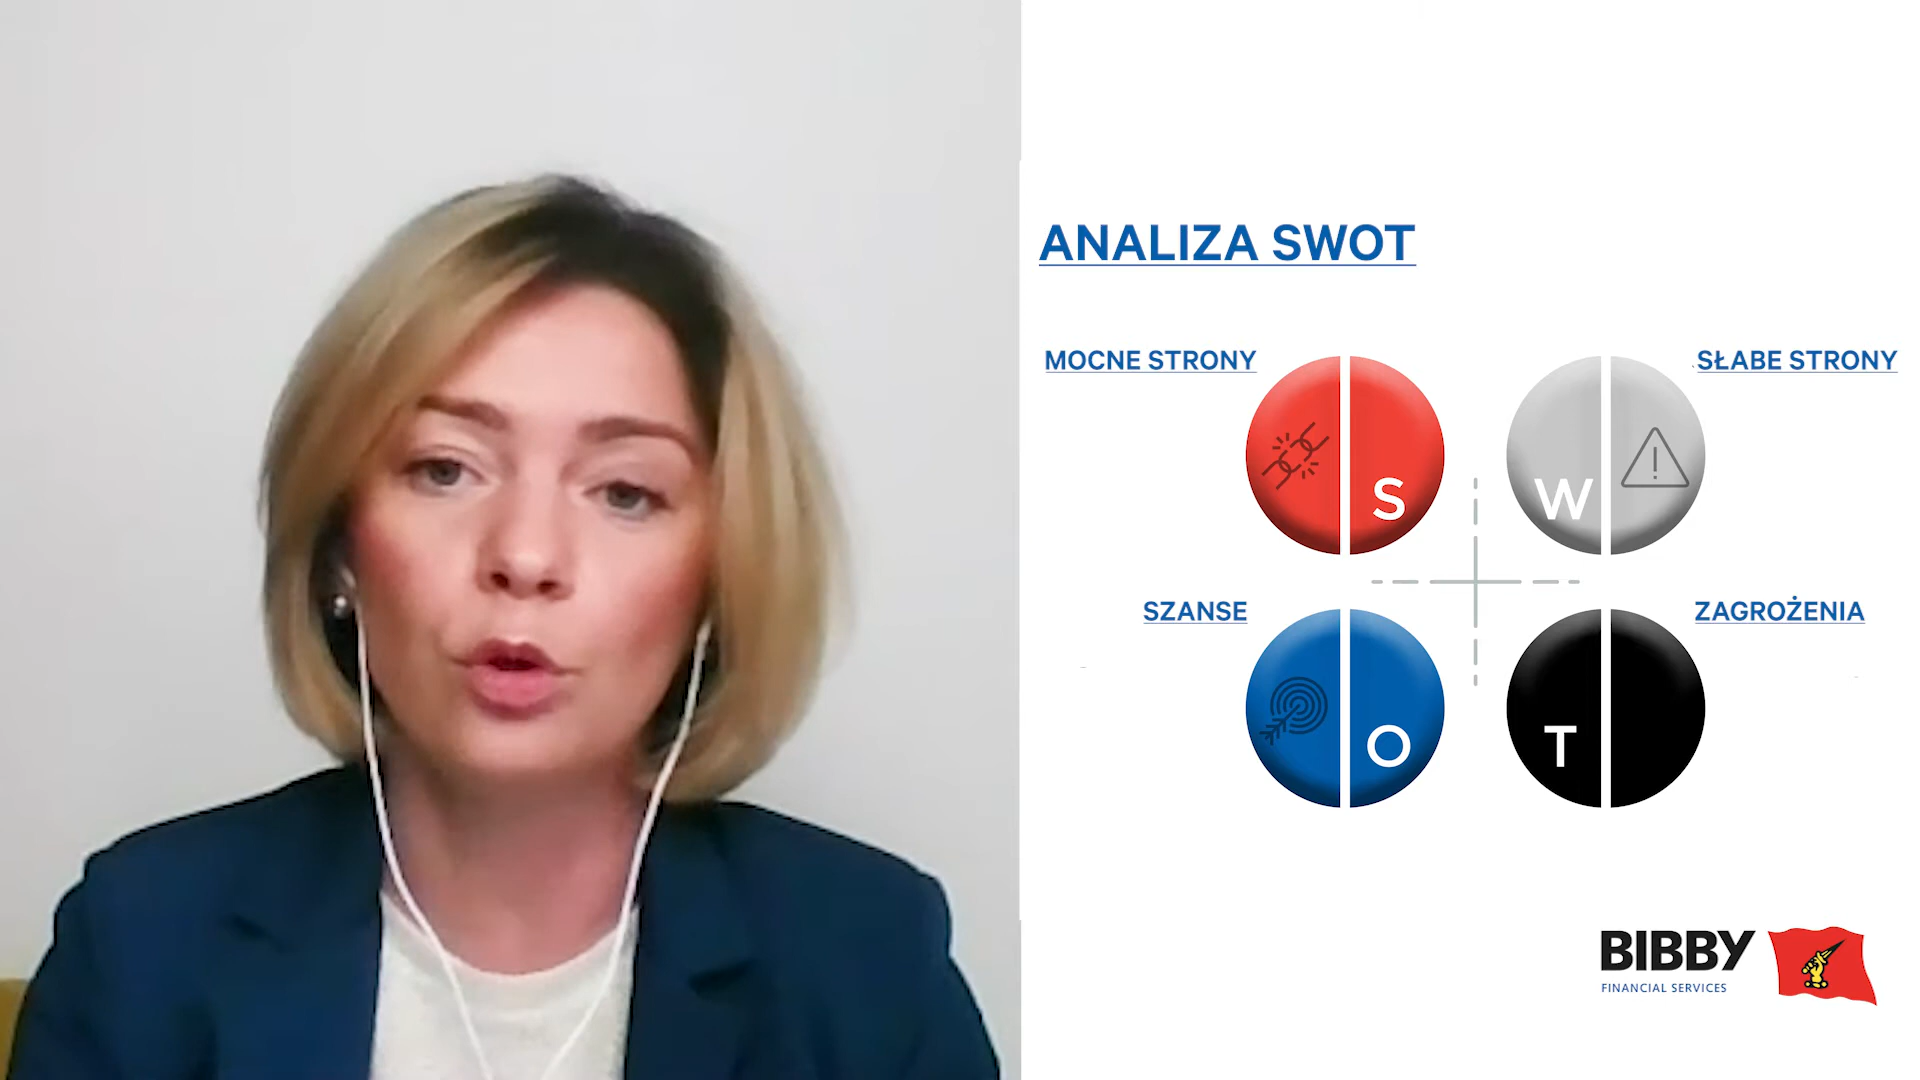 ANALIZA SWOT
MOCNE STRONY
SŁABE STRONY
S
W
SZANSE
ZAGROŻENIA
O
T
BIBBY
FINANCIAL SERVICES